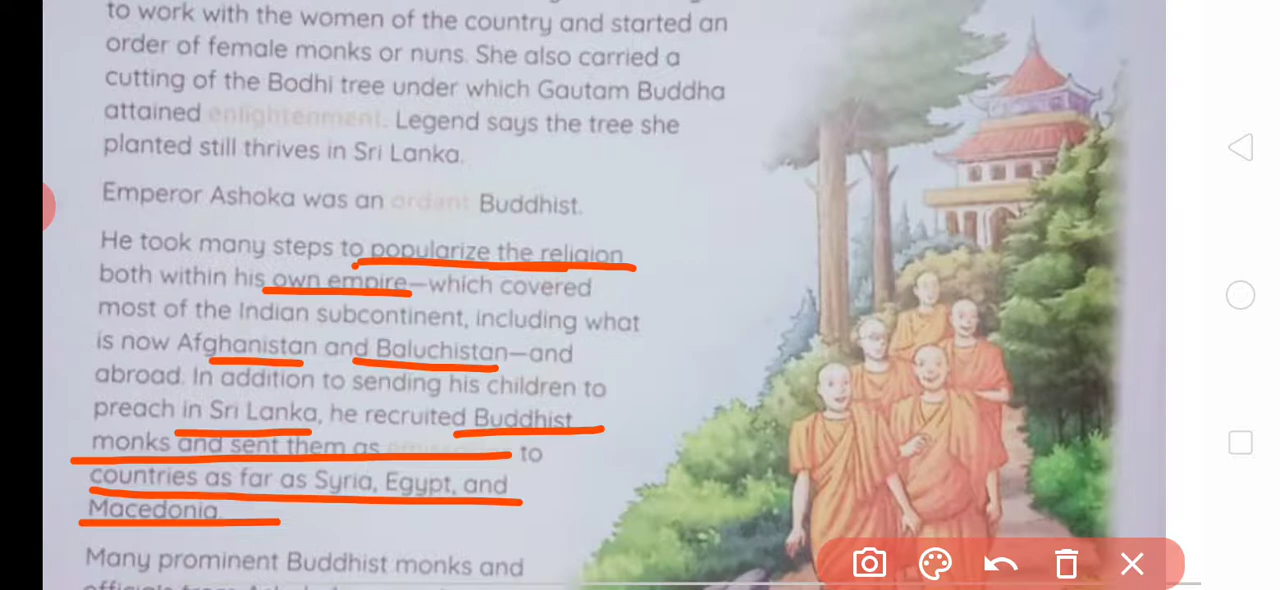 to work with the women of the country and started an
order of female monks or nuns. She also carried a
cutting of the Bodhi tree under which Gautam Buddha
attained enlightenment. Legend says the tree she
planted still thrives in Sri Lanka.
Emperor Ashoka was an ardent Buddhist.
He took many steps to popularize the religion
both within his own empire—which covered
most of the Indian subcontinent, including what
is now Afghanistan and Baluchistan—and
abroad. In addition to sending his children to
preach in Sri Lanka, he recruited Buddhist
monks and sent them as to
countries as far as Syria, Egypt, and
Macedonia.
Many prominent Buddhist monks and